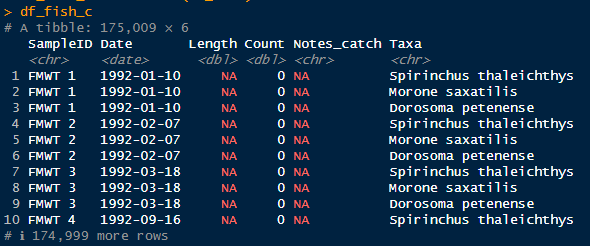 > df_fish_c
# A tibble: 175,009 × 6
SampleID Date Length Count Notes_catch Taxa
<chr> <date> <dbl> <dbl> <chr> <chr>
1 FMWT 1 1992-01-10 NA 0 NA Spirinchus thaleichthys
2 FMWT 1 1992-01-10 NA 0 NA Morone saxatilis
3 FMWT 1 1992-01-10 NA 0 NA Dorosoma petenense
4 FMWT 2 1992-02-07 NA 0 NA Spirinchus thaleichthys
5 FMWT 2 1992-02-07 NA 0 NA Morone saxatilis
6 FMWT 2 1992-02-07 NA 0 NA Dorosoma petenense
7 FMWT 3 1992-03-18 NA 0 NA Spirinchus thaleichthys
8 FMWT 3 1992-03-18 NA 0 NA Morone saxatilis
9 FMWT 3 1992-03-18 NA 0 NA Dorosoma petenense
10 FMWT 4 1992-09-16 NA 0 NA Spirinchus thaleichthys
# ℹ 174,999 more rows